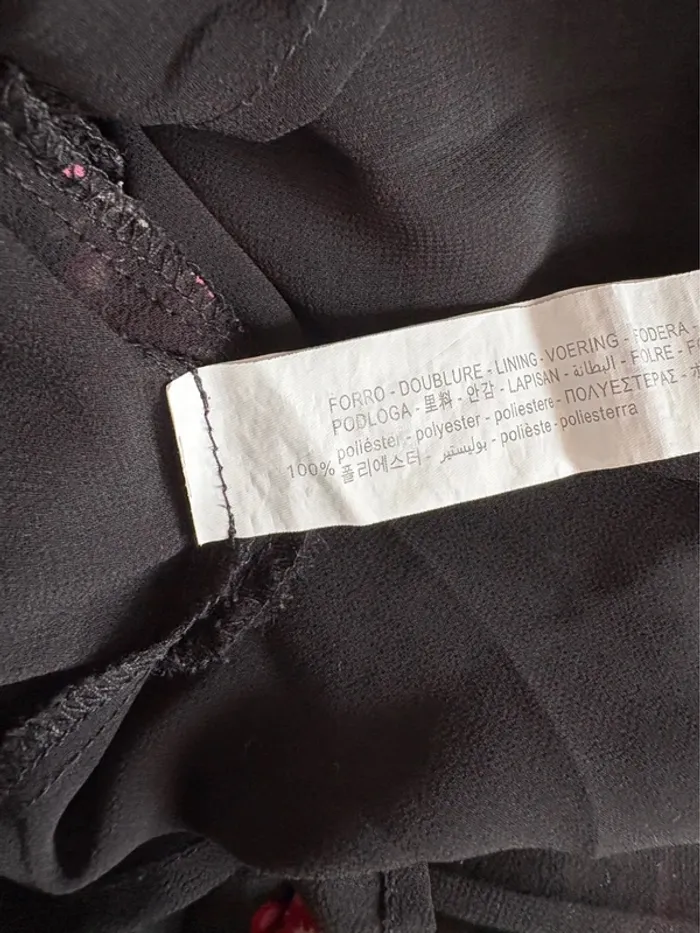 FORRO - DOUBLURE - LINING - VOERING - FODERA
PODLOGA - 里料 - 안감 - LAPISAN - البطانة - FOLRE -
poliéster - polyester - poliestere - ΠΟΛΥΕΣΤΕΡΑΣ -
100% 폴리에스터 - بوليستير - polièste - poliesterra